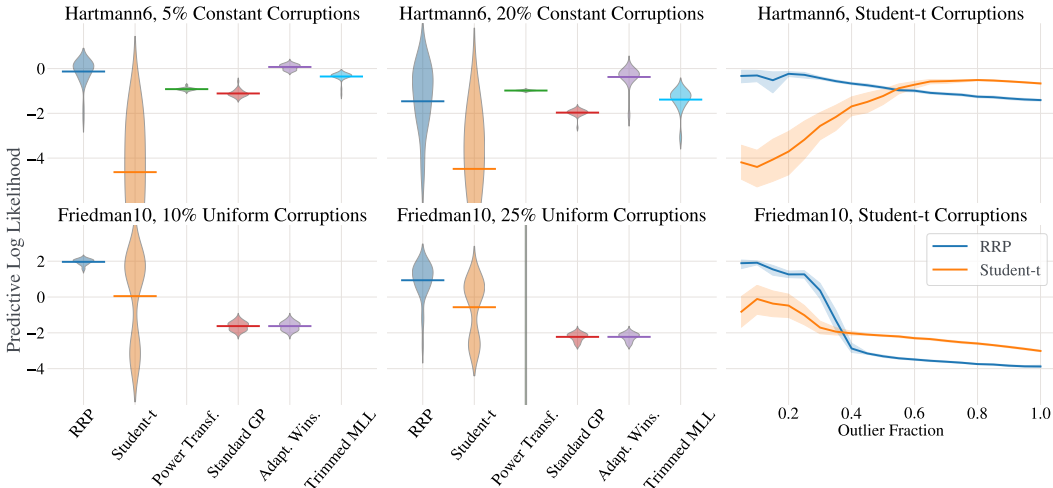 Hartmann6, 5% Constant Corruptions
Hartmann6, 20% Constant Corruptions
Hartmann6, Student-t Corruptions
0
−2
−4
Predictive Log Likelihood
Friedman10, 10% Uniform Corruptions
Friedman10, 25% Uniform Corruptions
Friedman10, Student-t Corruptions
2
0
−2
−4
RRP
Student-t
RRP
Student-t
Power Transf.
Standard GP
Adapt. Wins.
Trimmed MLL
RRP
Student-t
Power Transf.
Standard GP
Adapt. Wins.
Trimmed MLL
0.2
0.4
0.6
0.8
1.0
Outlier Fraction